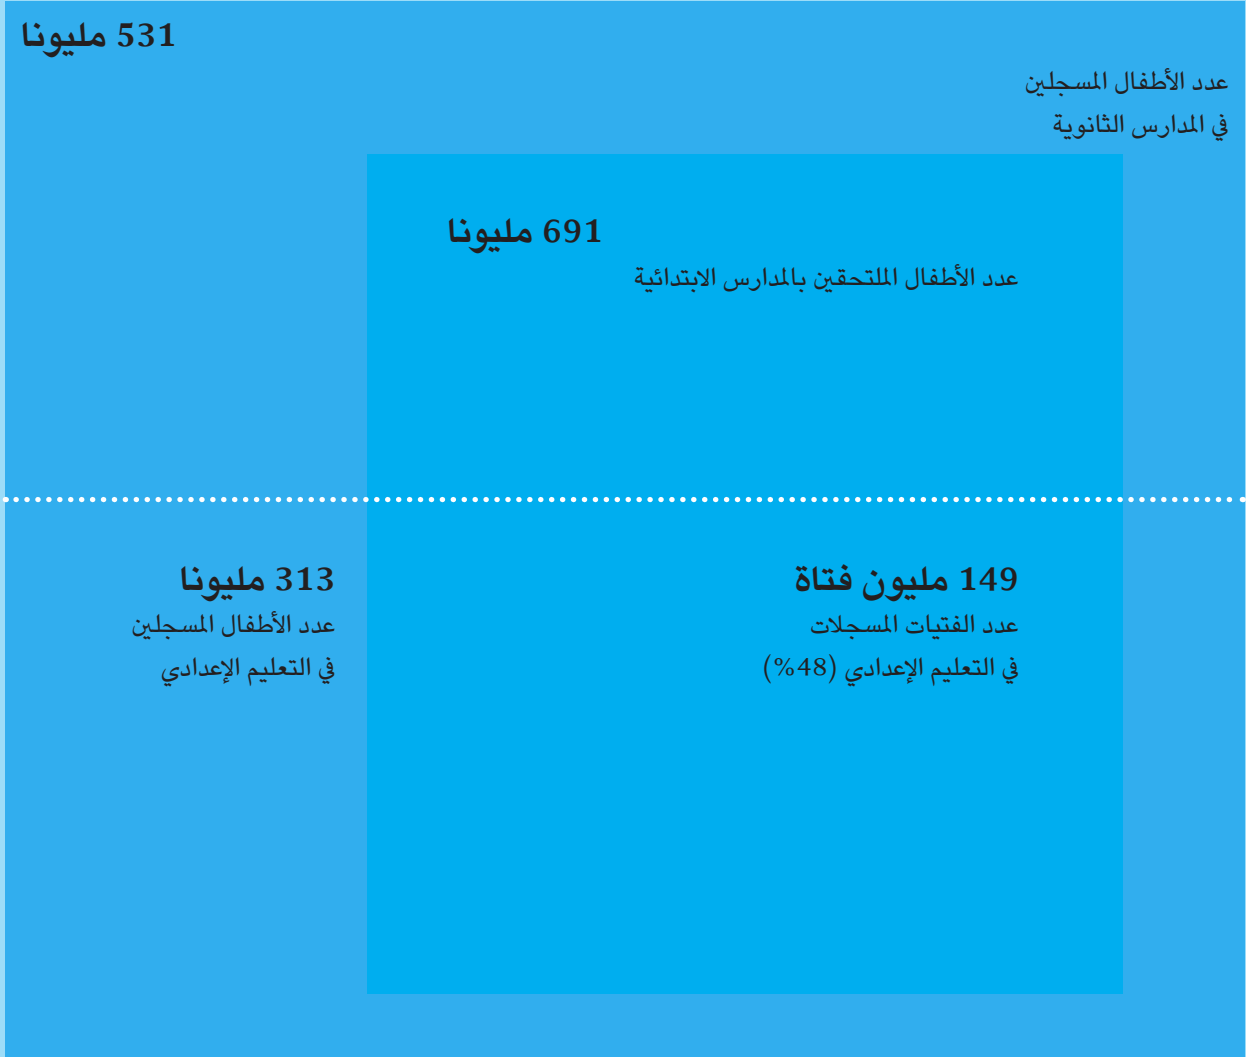 531 مليونا
عدد الأطفال المسجلين
في المدارس الثانوية
691 مليونا
عدد الأطفال الملتحقين بالمدارس الابتدائية
149 مليون فتاة
عدد الفتيات المسجلات
في التعليم الإعدادي (48%)
313 مليونا
عدد الأطفال المسجلين
في التعليم الإعدادي